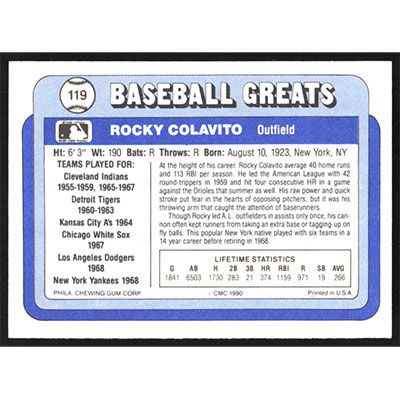 119
BASEBALL GREATS
ROCKY COLAVITO Outfield
Ht: 6' 3" Wt: 190 Bats: R Throws: R Born: August 10, 1923, New York, NY
TEAMS PLAYED FOR:
Cleveland Indians
1955-1959, 1965-1967
Detroit Tigers
1960-1963
Kansas City A's 1964
Chicago White Sox
1967
Los Angeles Dodgers
1968
New York Yankees 1968
At the height of his career, Rocky Colavito average 40 home runs
and 113 RBI per season. He led the American League with 42
round-trippers in 1959 and hit four consecutive HR in a game
against the Orioles that summer as well. His raw power and quick
stroke put fear in the hearts of opposing pitchers, but it was his
throwing arm that caught the attention of baserunners.
Though Rocky led A.L. outfielders in assists only once, his can-
non often kept runners from taking an extra base or tagging-up on
fly balls. This popular New York native played with six teams in a
14 year career before retiring in 1968.
LIFETIME STATISTICS
G AB H 2B 3B HR RBI R SB AVG
1841 6503 1730 283 21 374 1159 971 19 .266
PHILA. CHEWING GUM CORP. ©CMC 1990 Printed in U.S.A.